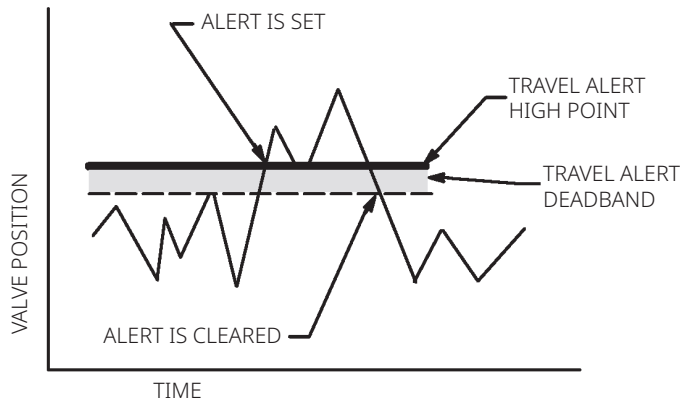 ALERT IS SET
TRAVEL ALERT
HIGH POINT
TRAVEL ALERT
DEADBAND
VALVE POSITION
ALERT IS CLEARED
TIME